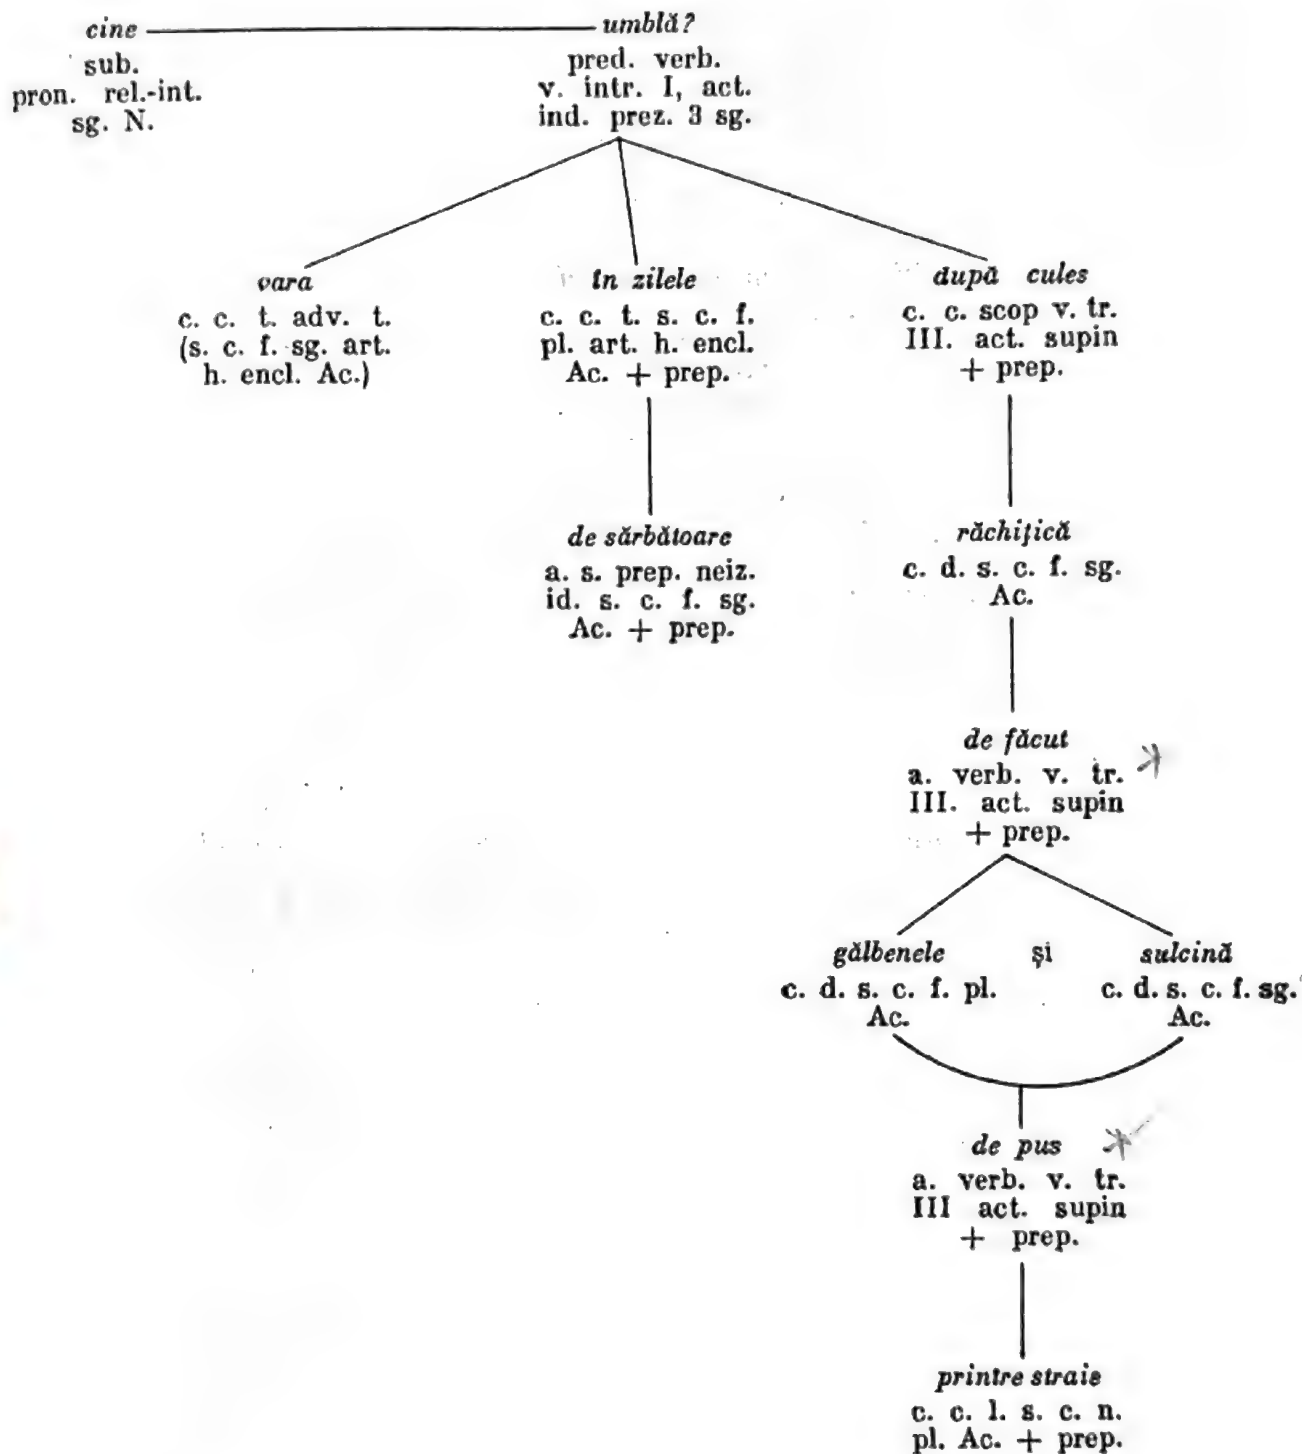 cine umblă?
sub. pred. verb.
pron. rel.-int. v. intr. I, act.
sg. N. ind. prez. 3 sg.
vara în zilele după cules
c. c. t. adv. t. c. c. t. s. c. f. c. c. scop v. tr.
(s. c. f. sg. art. pl. art. h. encl. III. act. supin
h. encl. Ac.) Ac. + prep. + prep.
de sărbătoare răchițică
a. s. prep. neiz. c. d. s. c. f. sg.
id. s. c. f. sg. Ac.
Ac. + prep.
de făcut
a. verb. v. tr.
III. act. supin
+ prep.
gălbenele și sulcină
c. d. s. c. f. pl. c. d. s. c. f. sg.
Ac. Ac.
de pus
a. verb. v. tr.
III act. supin
+ prep.
printre straie
c. c. l. s. c. n.
pl. Ac. + prep.